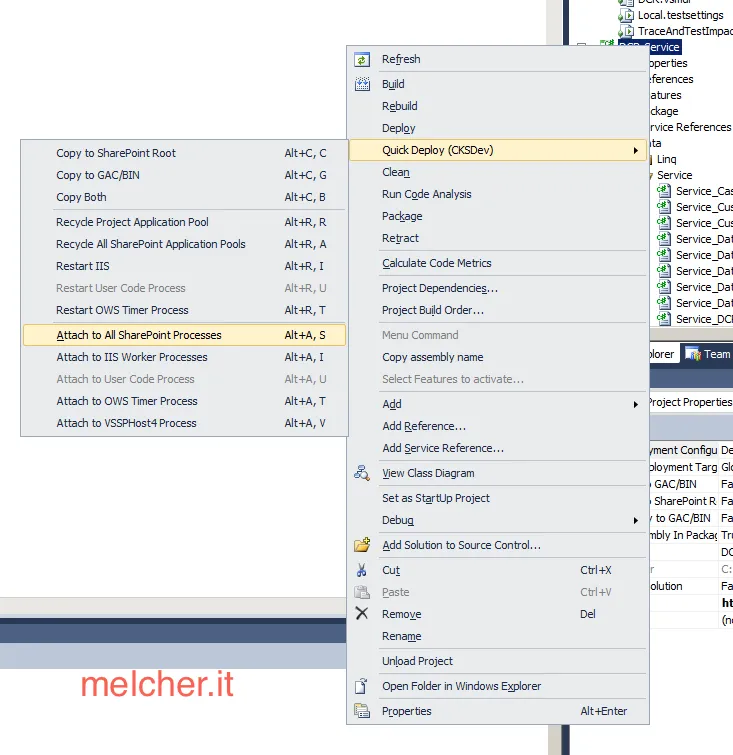 DCR.vsmdi
Local.testsettings
TraceAndTestImpac
DCR.Service
operties
eferences
eatures
ckage
ervice References
ata
Linq
Service
Service_Cas
Service_Cus
Service_Cus
Service_Dat
Service_Dat
Service_Dat
Service_Dat
Service_Dat
Service_DCR
Refresh
Build
Rebuild
Deploy
Quick Deploy (CKSDev)
Clean
Run Code Analysis
Package
Retract
Calculate Code Metrics
Project Dependencies...
Project Build Order...
Menu Command
Copy assembly name
Select Features to activate...
Add
Add Reference...
Add Service Reference...
View Class Diagram
Set as StartUp Project
Debug
Add Solution to Source Control...
Cut Ctrl+X
Paste Ctrl+V
Remove Del
Rename
Unload Project
Open Folder in Windows Explorer
Properties Alt+Enter
Copy to SharePoint Root Alt+C, C
Copy to GAC/BIN Alt+C, G
Copy Both Alt+C, B
Recycle Project Application Pool Alt+R, R
Recycle All SharePoint Application Pools Alt+R, A
Restart IIS Alt+R, I
Restart User Code Process Alt+R, U
Restart OWS Timer Process Alt+R, T
Attach to All SharePoint Processes Alt+A, S
Attach to IIS Worker Processes Alt+A, I
Attach to User Code Process Alt+A, U
Attach to OWS Timer Process Alt+A, T
Attach to VSSPHost4 Process Alt+A, V
plorer Team
Project Properties
yment Configu De
ployment Targ Glo
o GAC/BIN Fa
o SharePoint R Fa
y to GAC/BIN Fa
mbly In Packag Tru
DC
r C:
olution Fa
ht
(no
melcher.it